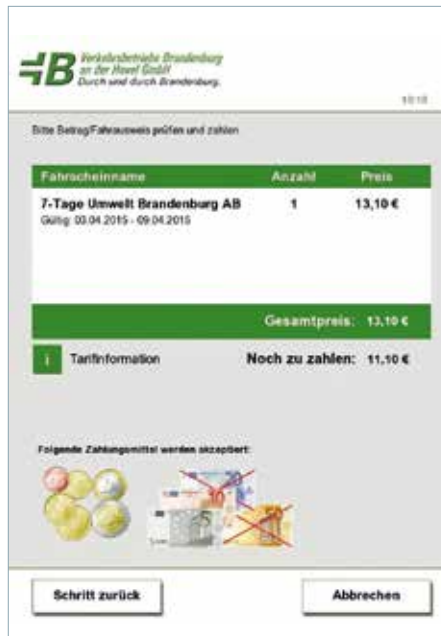 B Verkehrsbetriebe Brandenburg
an der Havel GmbH
Durch und durch Brandenburg.
10:10
Bitte Betrag/Fahrausweis prüfen und zahlen
Fahrscheinname Anzahl Preis
7-Tage Umwelt Brandenburg AB 1 13,10 €
Gültig: 03.04.2015 - 09.04.2015
Gesamtpreis: 13,10 €
i Tarifinformation Noch zu zahlen: 11,10 €
Folgende Zahlungsmittel werden akzeptiert:
Schritt zurück Abbrechen